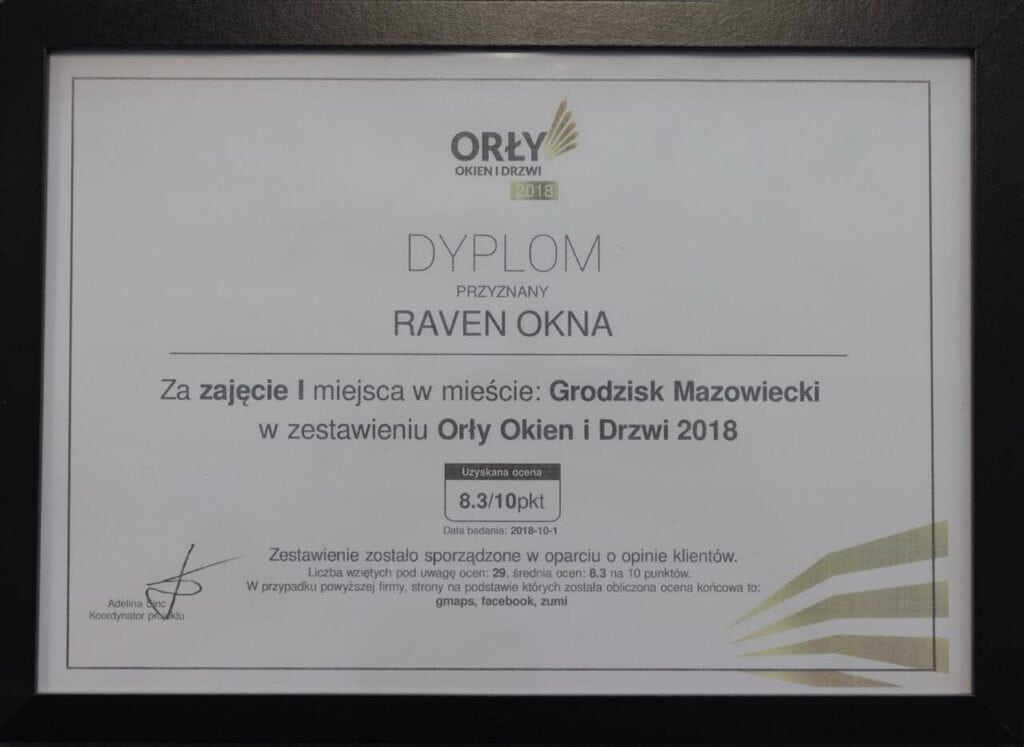 ORŁY
OKIEN I DRZWI
2018
DYPLOM
PRZYZNANY
RAVEN OKNA
Za zajęcie I miejsca w mieście: Grodzisk Mazowiecki
w zestawieniu Orły Okien i Drzwi 2018
Uzyskana ocena
8.3/10pkt
Data badania: 2018-10-1
Zestawienie zostało sporządzone w oparciu o opinie klientów.
Liczba wziętych pod uwagę ocen: 29, średnia ocen: 8.3 na 10 punktów.
W przypadku powyższej firmy, strony na podstawie których została obliczona ocena końcowa to:
gmaps, facebook, zumi
Adelina
Koordynator projektu